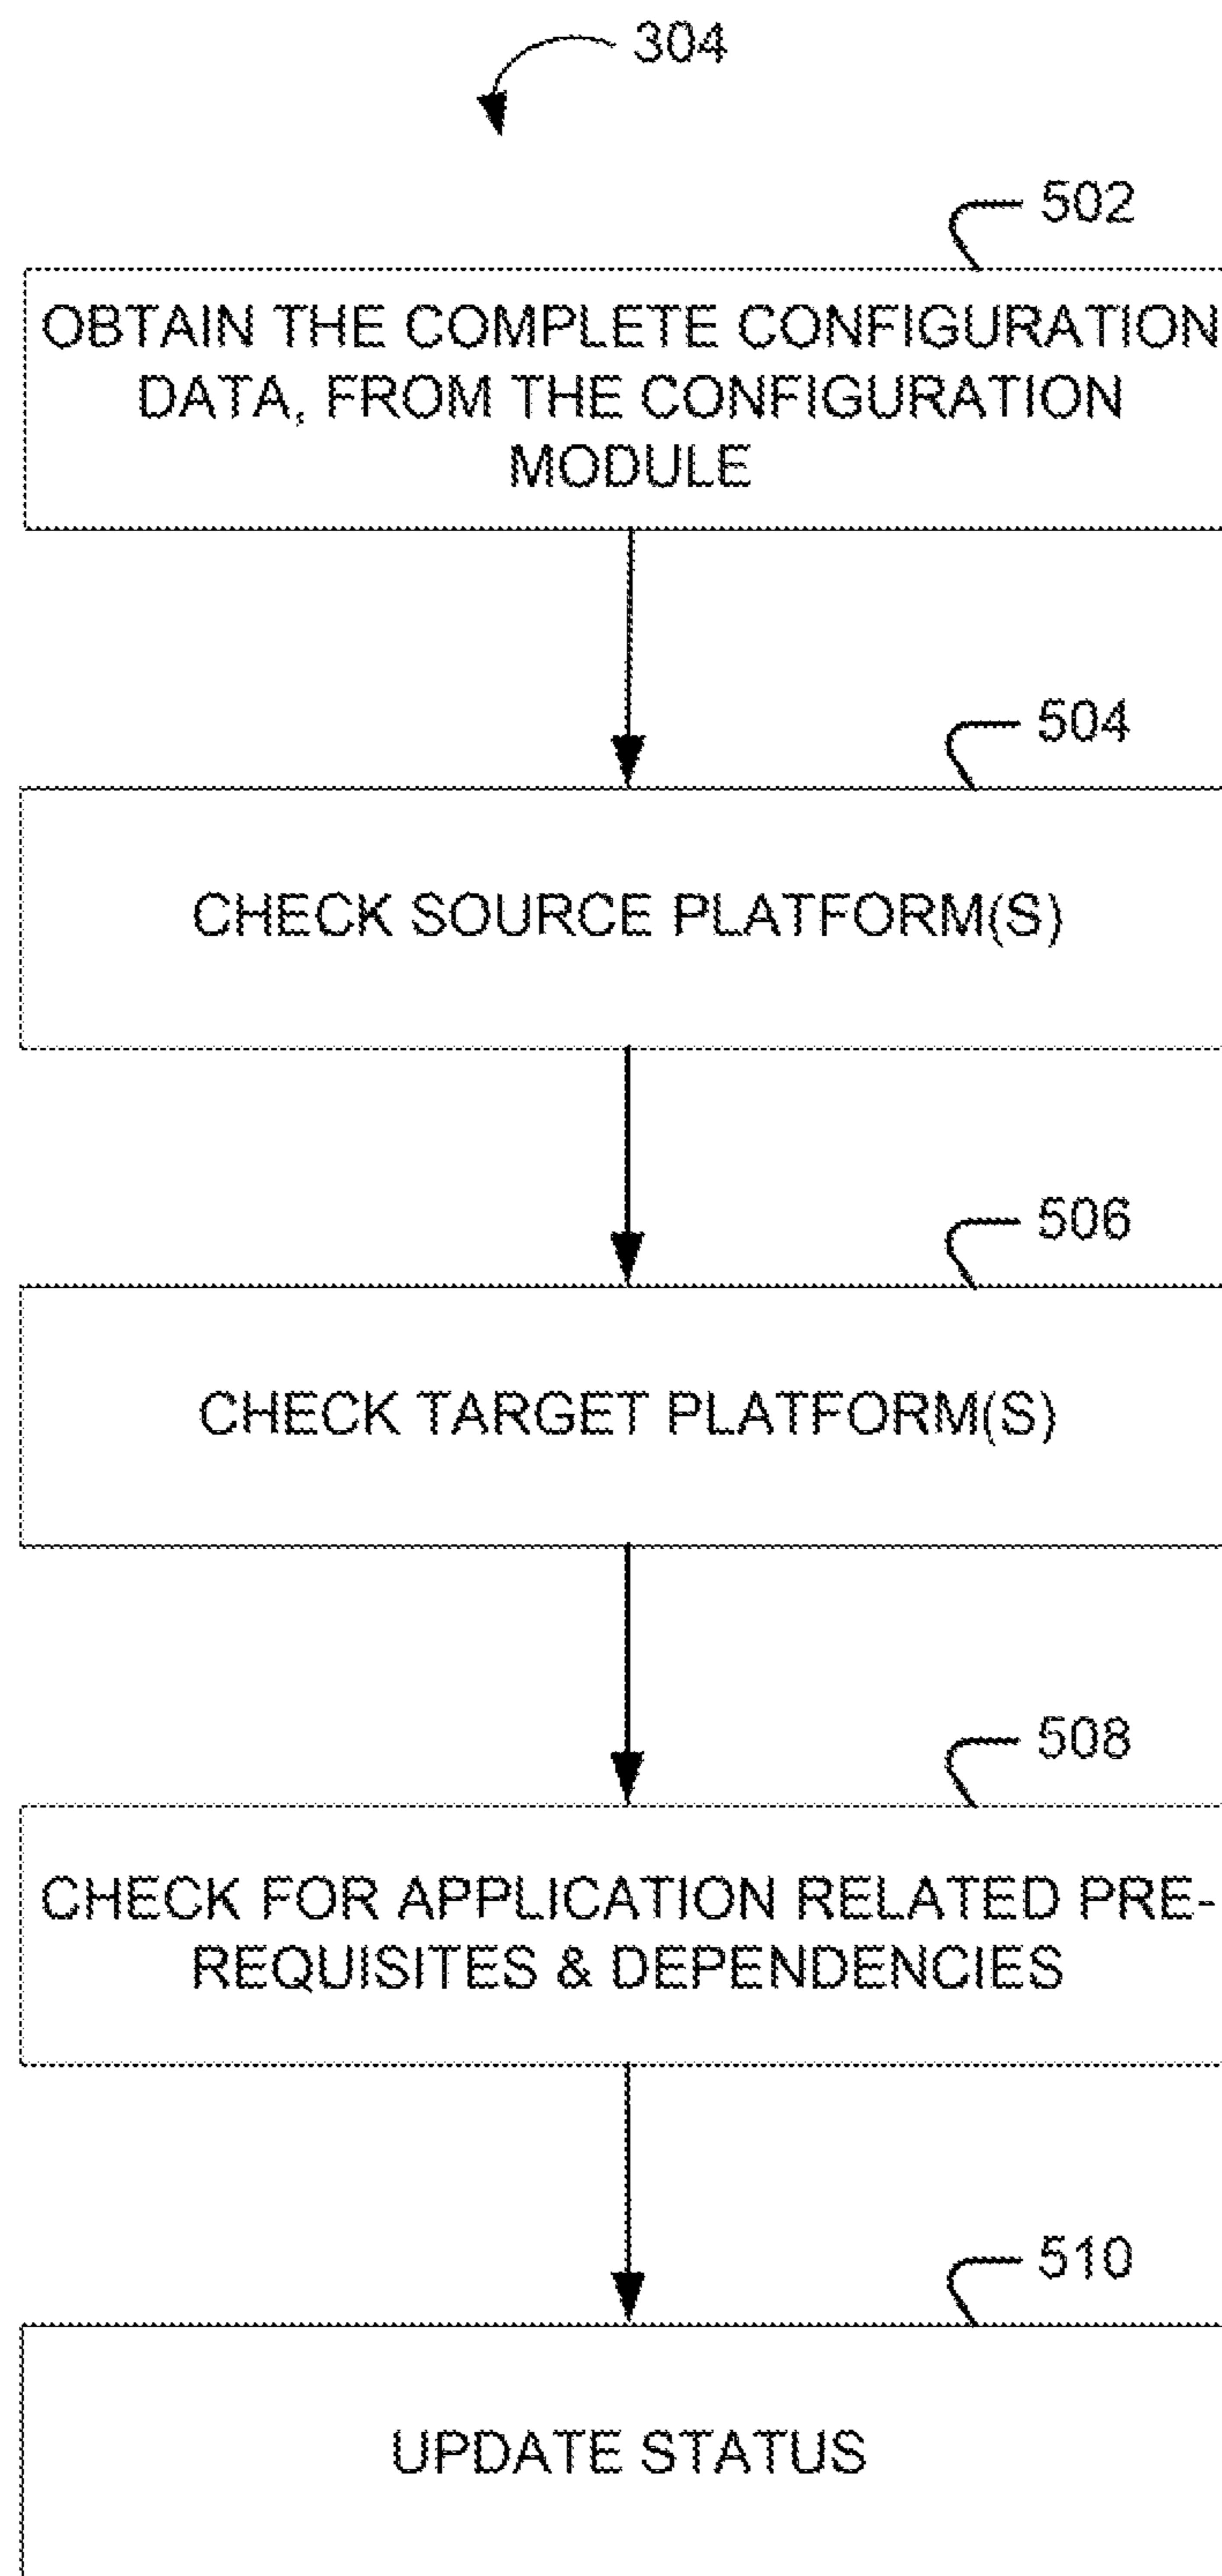 304
502
OBTAIN THE COMPLETE CONFIGURATION
DATA, FROM THE CONFIGURATION
MODULE
504
CHECK SOURCE PLATFORM(S)
506
CHECK TARGET PLATFORM(S)
508
CHECK FOR APPLICATION RELATED PRE-
REQUISITES & DEPENDENCIES
510
UPDATE STATUS